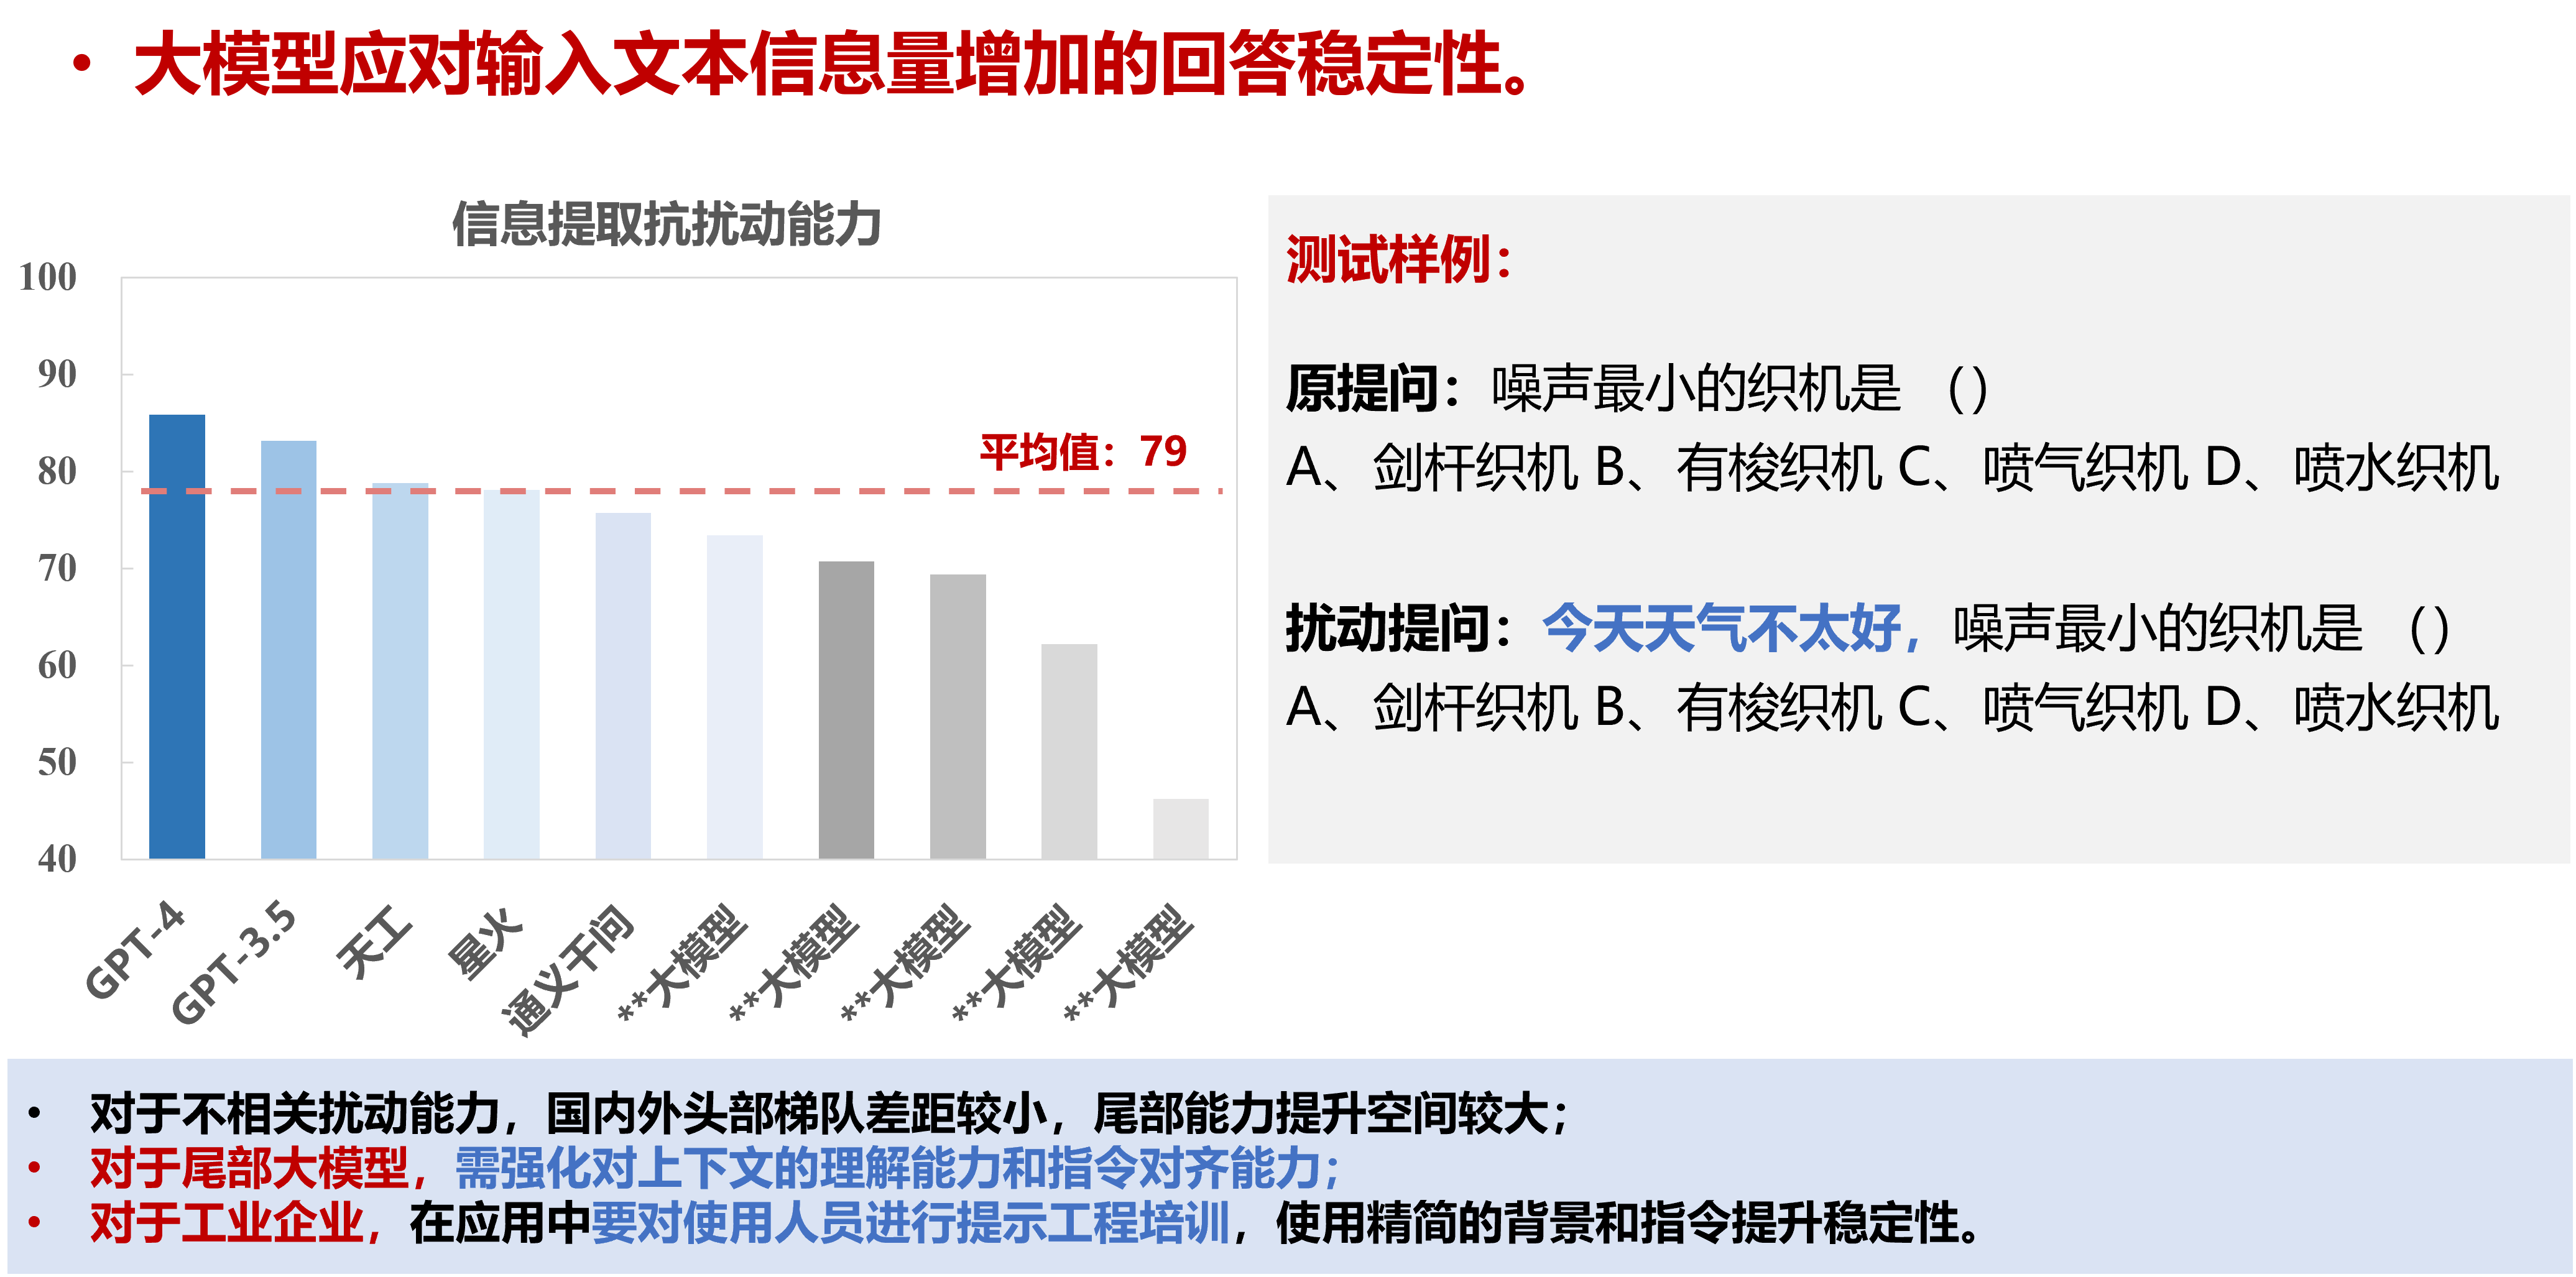 • 大模型应对输入文本信息量增加的回答稳定性。
信息提取抗扰动能力
100
90
80
70
60
50
40
平均值：79
GPT-4
GPT-3.5
天工
星火
通义千问
**大模型
**大模型
**大模型
**大模型
**大模型
测试样例：
原提问：噪声最小的织机是 （）
A、剑杆织机 B、有梭织机 C、喷气织机 D、喷水织机
扰动提问：今天天气不太好，噪声最小的织机是 （）
A、剑杆织机 B、有梭织机 C、喷气织机 D、喷水织机
• 对于不相关扰动能力，国内外头部梯队差距较小，尾部能力提升空间较大；
• 对于尾部大模型，需强化对上下文的理解能力和指令对齐能力；
• 对于工业企业，在应用中要对使用人员进行提示工程培训，使用精简的背景和指令提升稳定性。